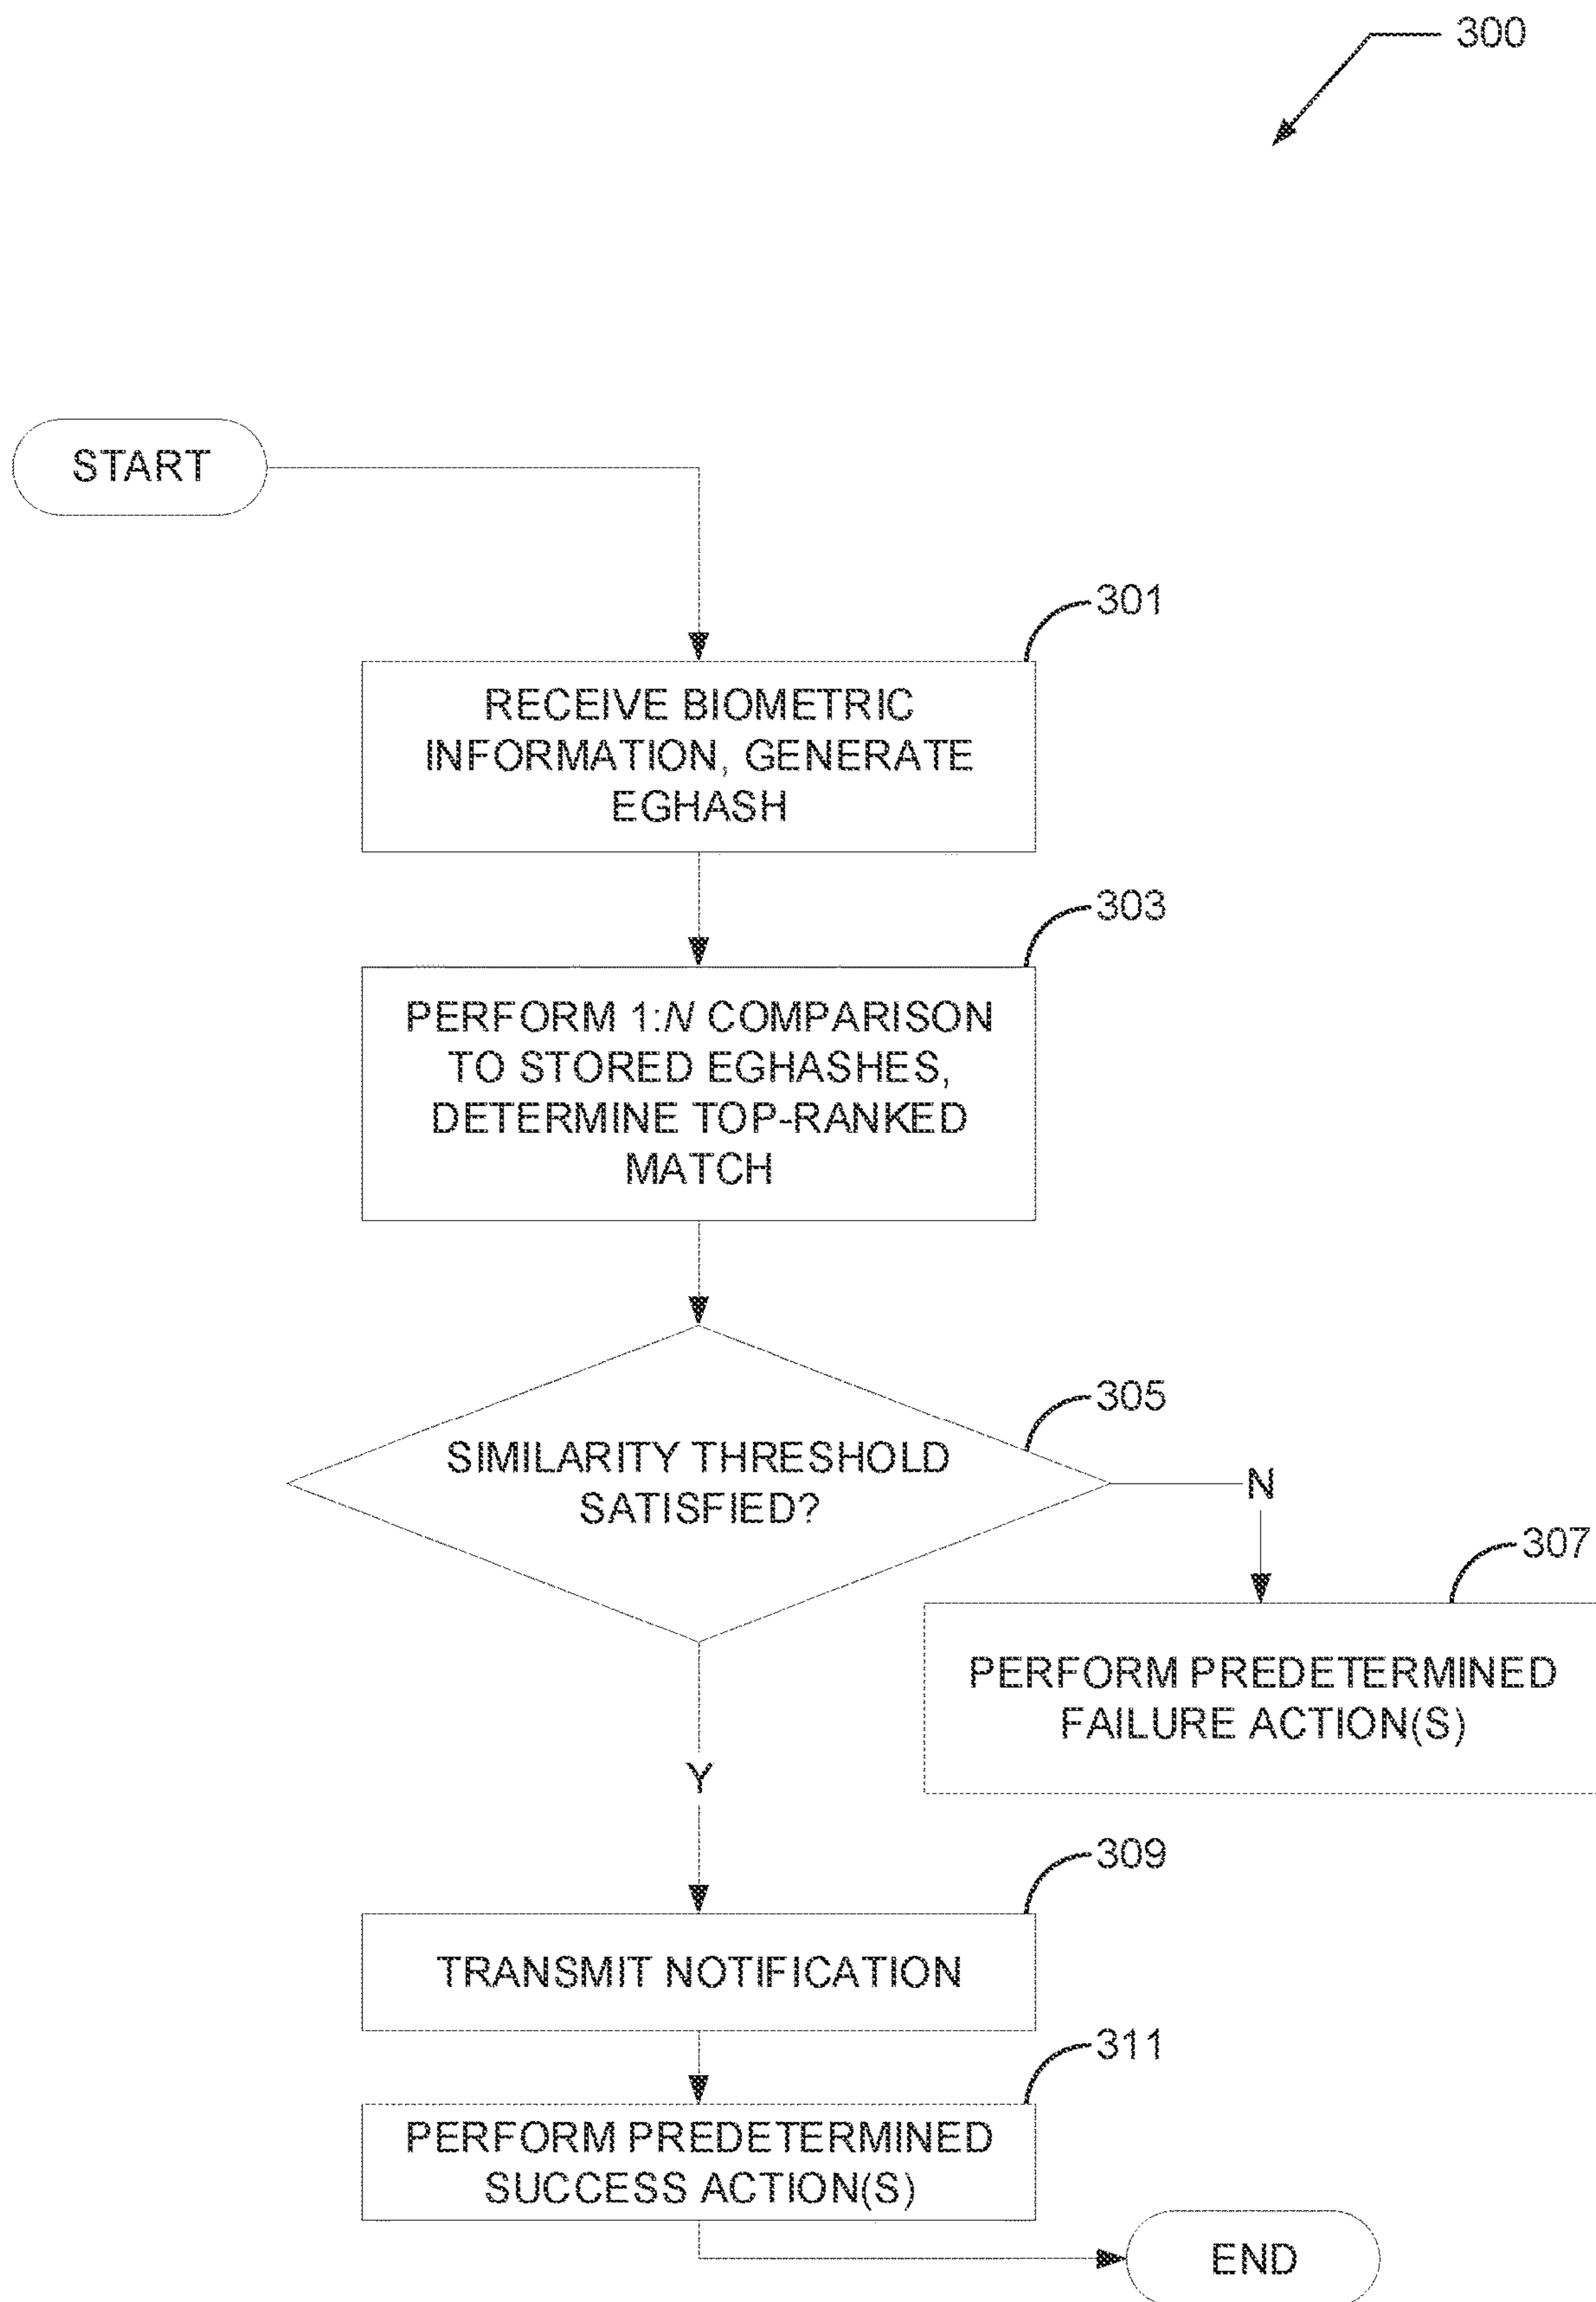 300
START
301
RECEIVE BIOMETRIC
INFORMATION, GENERATE
EGHASH
303
PERFORM 1:N COMPARISON
TO STORED EGHASHES,
DETERMINE TOP-RANKED
MATCH
305
SIMILARITY THRESHOLD
SATISFIED?
N
307
PERFORM PREDETERMINED
FAILURE ACTION(S)
Y
309
TRANSMIT NOTIFICATION
311
PERFORM PREDETERMINED
SUCCESS ACTION(S)
END